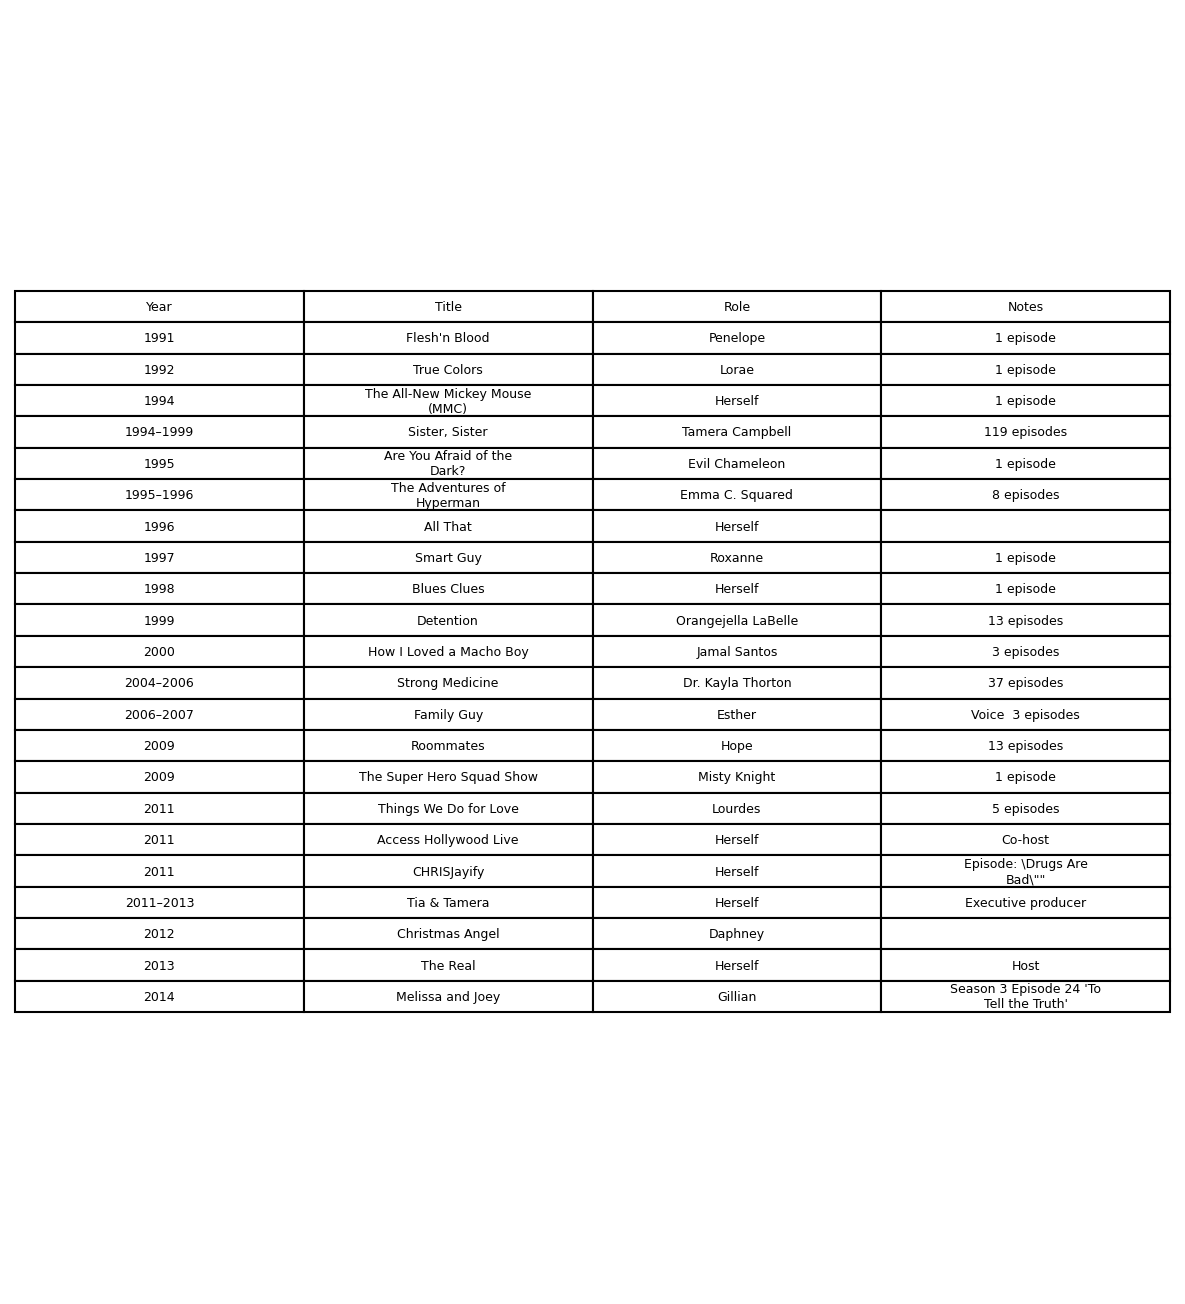 Year Title Role Notes
1991 Flesh'n Blood Penelope 1 episode
1992 True Colors Lorae 1 episode
1994 The All-New Mickey Mouse (MMC) Herself 1 episode
1994–1999 Sister, Sister Tamera Campbell 119 episodes
1995 Are You Afraid of the Dark? Evil Chameleon 1 episode
1995–1996 The Adventures of Hyperman Emma C. Squared 8 episodes
1996 All That Herself
1997 Smart Guy Roxanne 1 episode
1998 Blues Clues Herself 1 episode
1999 Detention Orangejella LaBelle 13 episodes
2000 How I Loved a Macho Boy Jamal Santos 3 episodes
2004–2006 Strong Medicine Dr. Kayla Thorton 37 episodes
2006–2007 Family Guy Esther Voice  3 episodes
2009 Roommates Hope 13 episodes
2009 The Super Hero Squad Show Misty Knight 1 episode
2011 Things We Do for Love Lourdes 5 episodes
2011 Access Hollywood Live Herself Co-host
2011 CHRISJayify Herself Episode: \Drugs Are Bad\""
2011–2013 Tia & Tamera Herself Executive producer
2012 Christmas Angel Daphney
2013 The Real Herself Host
2014 Melissa and Joey Gillian Season 3 Episode 24 'To Tell the Truth'